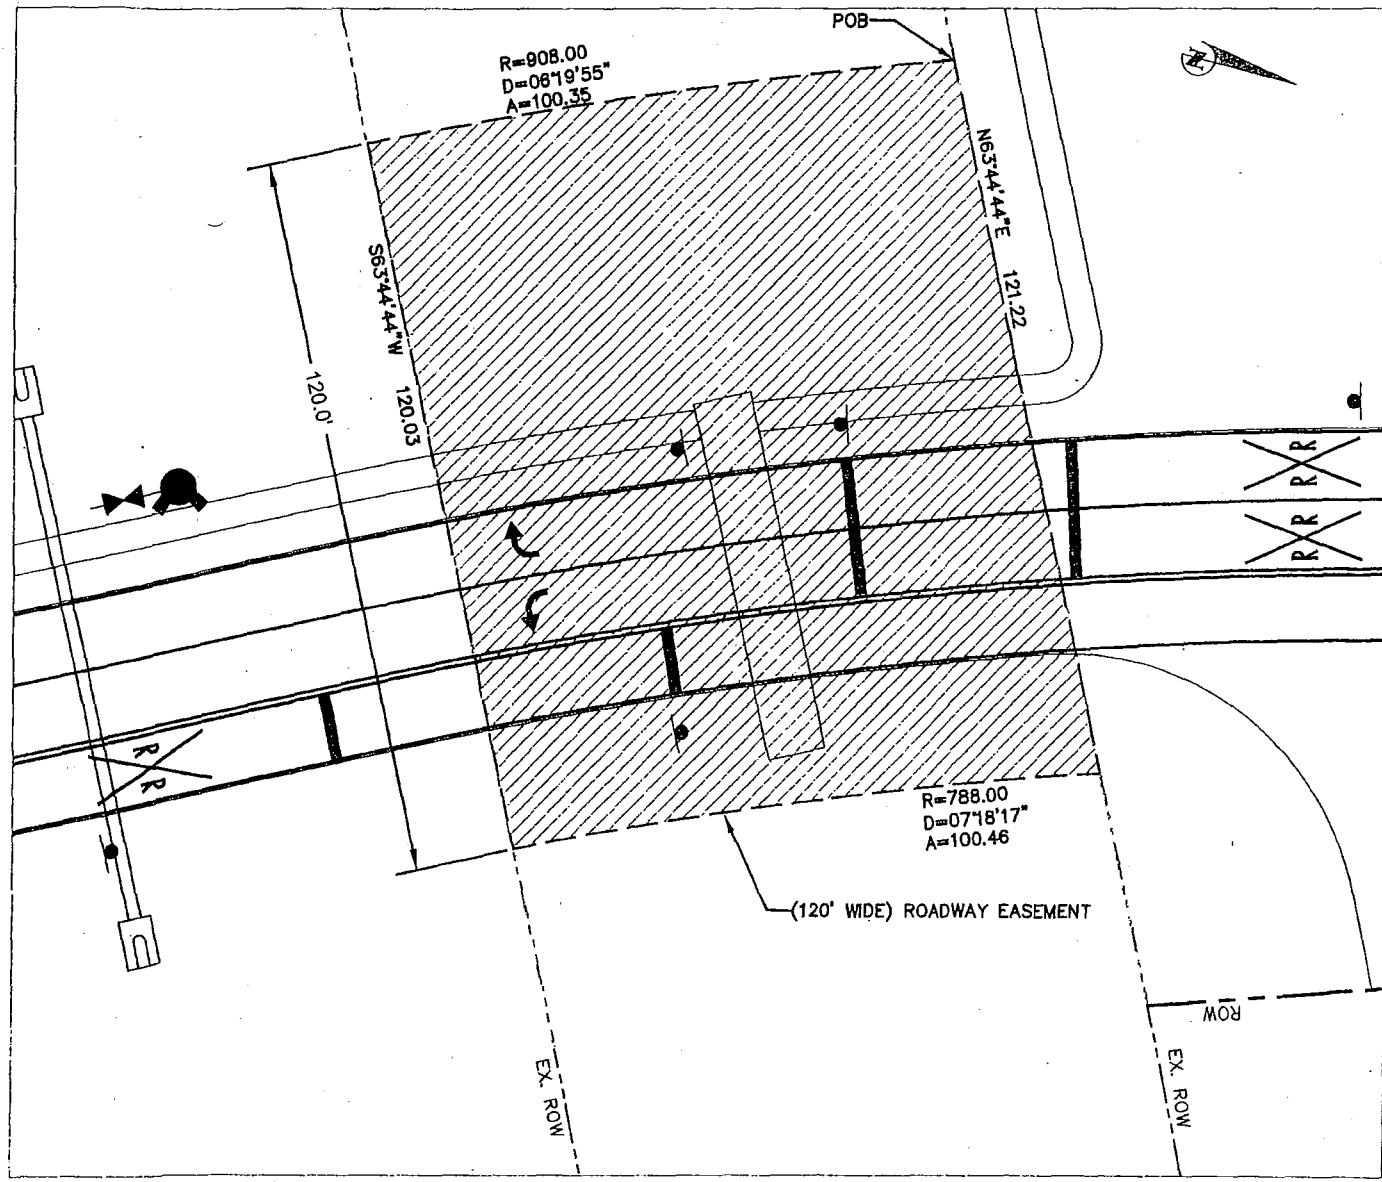 POB
N
R=908.00
D=06°19'55"
A=100.35
N63°44'44"E 121.22
S63°44'44"W 120.03
120.0'
R R
R R
R R
R=788.00
D=07°18'17"
A=100.46
(120' WIDE) ROADWAY EASEMENT
ROW
EX. ROW
EX. ROW